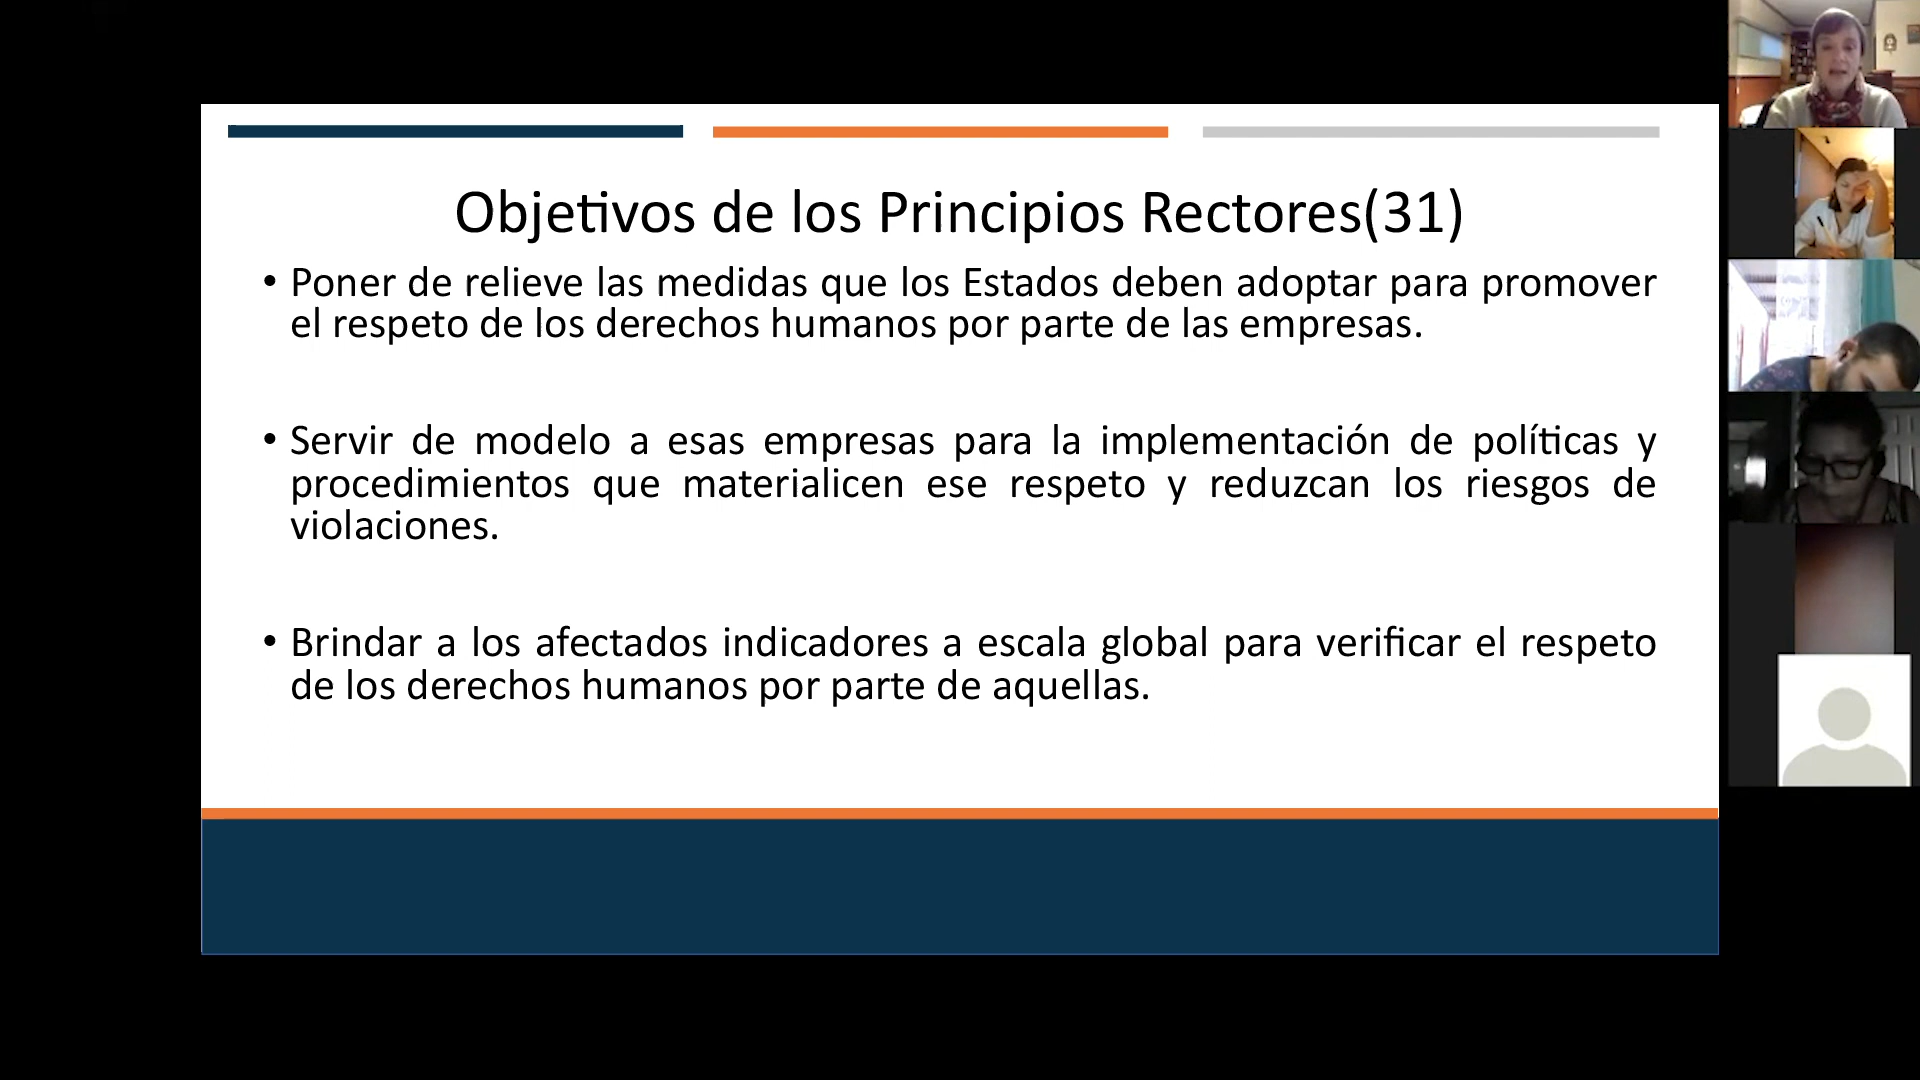 Objetivos de los Principios Rectores(31)
• Poner de relieve las medidas que los Estados deben adoptar para promover
el respeto de los derechos humanos por parte de las empresas.
• Servir de modelo a esas empresas para la implementación de políticas y
procedimientos que materialicen ese respeto y reduzcan los riesgos de
violaciones.
• Brindar a los afectados indicadores a escala global para verificar el respeto
de los derechos humanos por parte de aquellas.